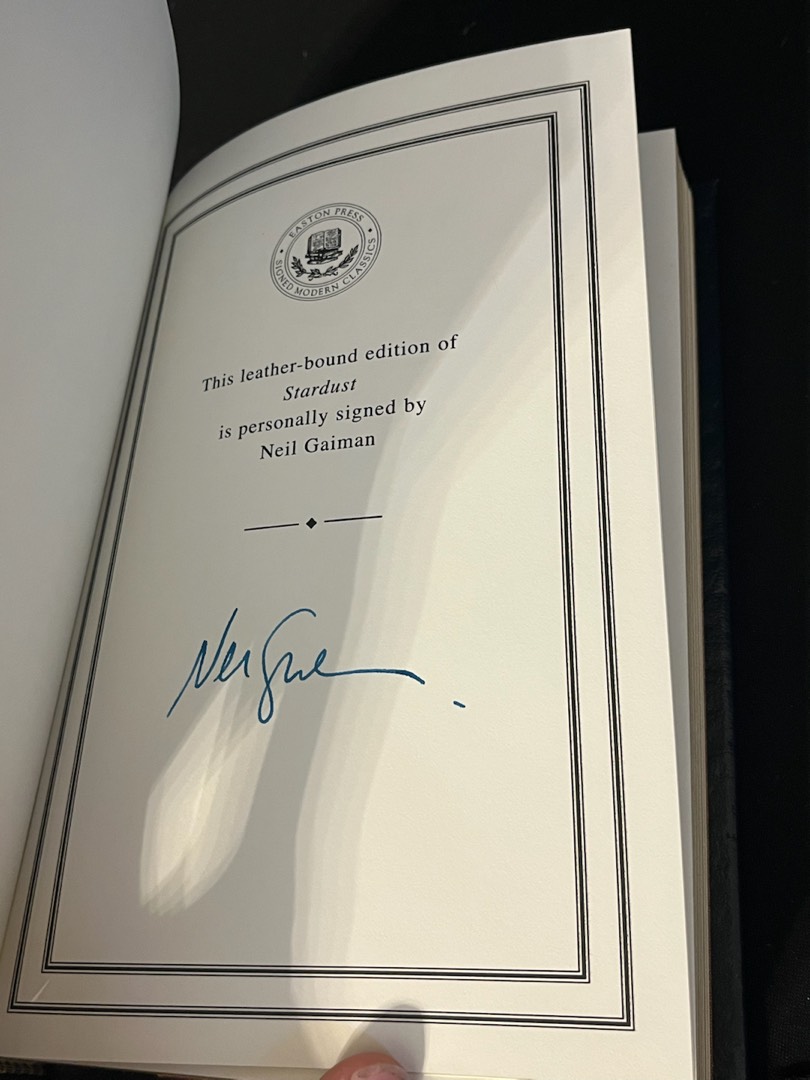 EASTON PRESS
SIGNED MODERN CLASSICS
This leather-bound edition of
Stardust
is personally signed by
Neil Gaiman